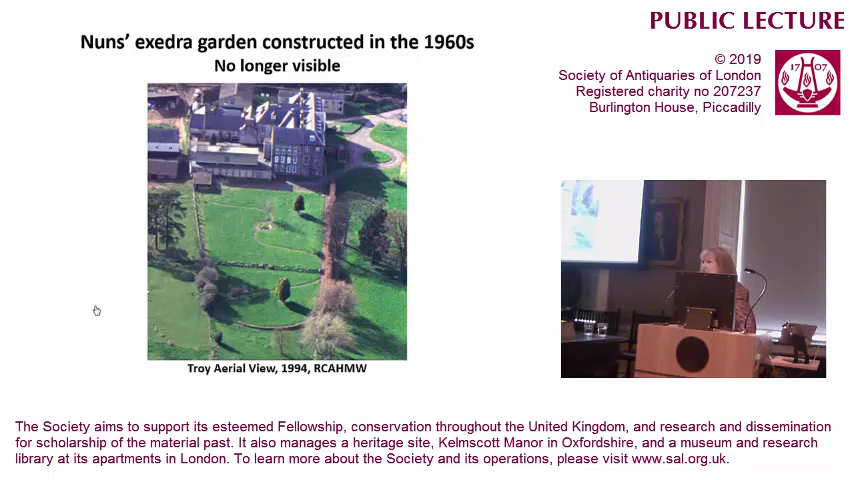 Nuns' exedra garden constructed in the 1960s
No longer visible
Troy Aerial View, 1994, RCAHMW
PUBLIC LECTURE
© 2019
Society of Antiquaries of London
Registered charity no 207237
Burlington House, Piccadilly
1707
The Society aims to support its esteemed Fellowship, conservation throughout the United Kingdom, and research and dissemination
for scholarship of the material past. It also manages a heritage site, Kelmscott Manor in Oxfordshire, and a museum and research
library at its apartments in London. To learn more about the Society and its operations, please visit www.sal.org.uk.